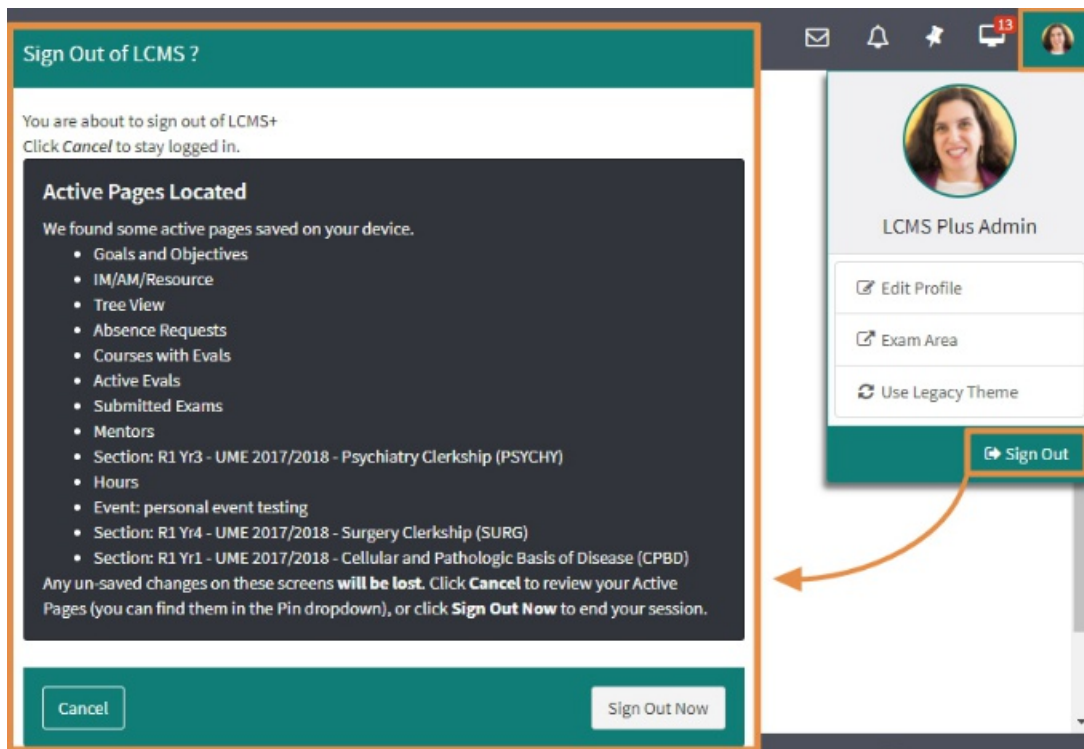 Sign Out of LCMS ?
You are about to sign out of LCMS+
Click Cancel to stay logged in.
Active Pages Located
We found some active pages saved on your device.
• Goals and Objectives
• IM/AM/Resource
• Tree View
• Absence Requests
• Courses with Evals
• Active Evals
• Submitted Exams
• Mentors
• Section: R1 Yr3 - UME 2017/2018 - Psychiatry Clerkship (PSYCHY)
• Hours
• Event: personal event testing
• Section: R1 Yr4 - UME 2017/2018 - Surgery Clerkship (SURG)
• Section: R1 Yr1 - UME 2017/2018 - Cellular and Pathologic Basis of Disease (CPBD)
Any un-saved changes on these screens will be lost. Click Cancel to review your Active
Pages (you can find them in the Pin dropdown), or click Sign Out Now to end your session.
Cancel
Sign Out Now
13
LCMS Plus Admin
Edit Profile
Exam Area
Use Legacy Theme
Sign Out